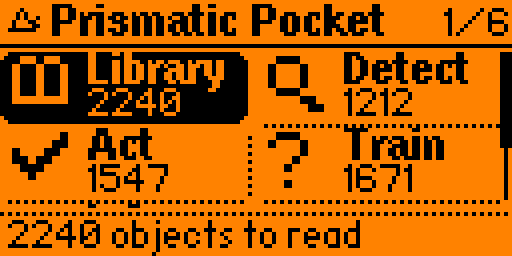 Prismatic Pocket 1/6
Library
2240
Detect
1212
Act
1547
Train
1671
2240 objects to read